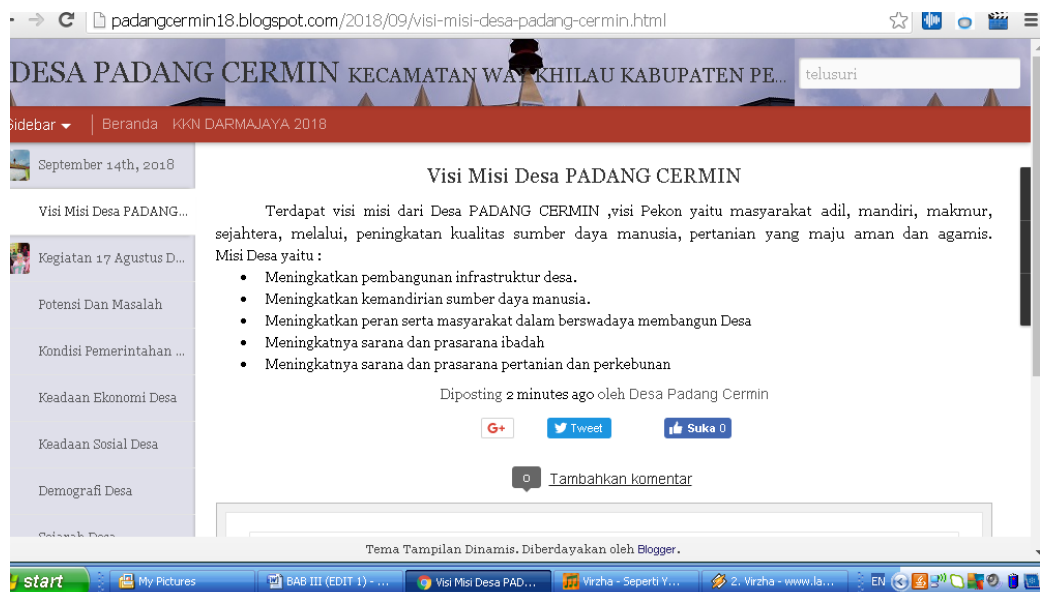 padangcermin18.blogspot.com/2018/09/visi-misi-desa-padang-cermin.html
DESA PADANG CERMIN KECAMATAN WAY KHILAU KABUPATEN PE...
telusuri
Sidebar
Beranda KKN DARMAJAYA 2018
September 14th, 2018
Visi Misi Desa PADANG...
Kegiatan 17 Agustus D...
Potensi Dan Masalah
Kondisi Pemerintahan ...
Keadaan Ekonomi Desa
Keadaan Sosial Desa
Demografi Desa
Sejarah Desa
Visi Misi Desa PADANG CERMIN
Terdapat visi misi dari Desa PADANG CERMIN ,visi Pekon yaitu masyarakat adil, mandiri, makmur,
sejahtera, melalui, peningkatan kualitas sumber daya manusia, pertanian yang maju aman dan agamis.
Misi Desa yaitu :
• Meningkatkan pembangunan infrastruktur desa.
• Meningkatkan kemandirian sumber daya manusia.
• Meningkatkan peran serta masyarakat dalam berswadaya membangun Desa
• Meningkatnya sarana dan prasarana ibadah
• Meningkatnya sarana dan prasarana pertanian dan perkebunan
Diposting 2 minutes ago oleh Desa Padang Cermin
G+ Tweet Suka 0
0 Tambahkan komentar
Tema Tampilan Dinamis. Diberdayakan oleh Blogger.
start My Pictures BAB III (EDIT 1) - ... Visi Misi Desa PAD... Virzha - Seperti Y... 2. Virzha - www.la... EN